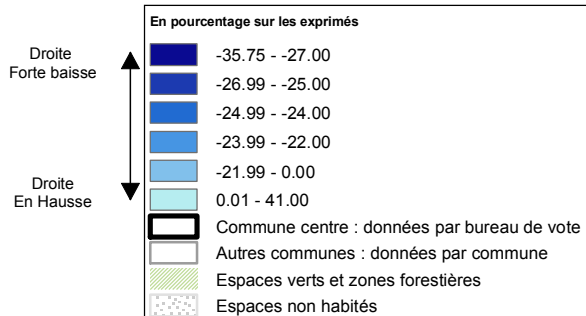 En pourcentage sur les exprimés
Droite
Forte baisse
-35.75 - -27.00
-26.99 - -25.00
-24.99 - -24.00
-23.99 - -22.00
-21.99 - 0.00
Droite
En Hausse
0.01 - 41.00
Commune centre : données par bureau de vote
Autres communes : données par commune
Espaces verts et zones forestières
Espaces non habités